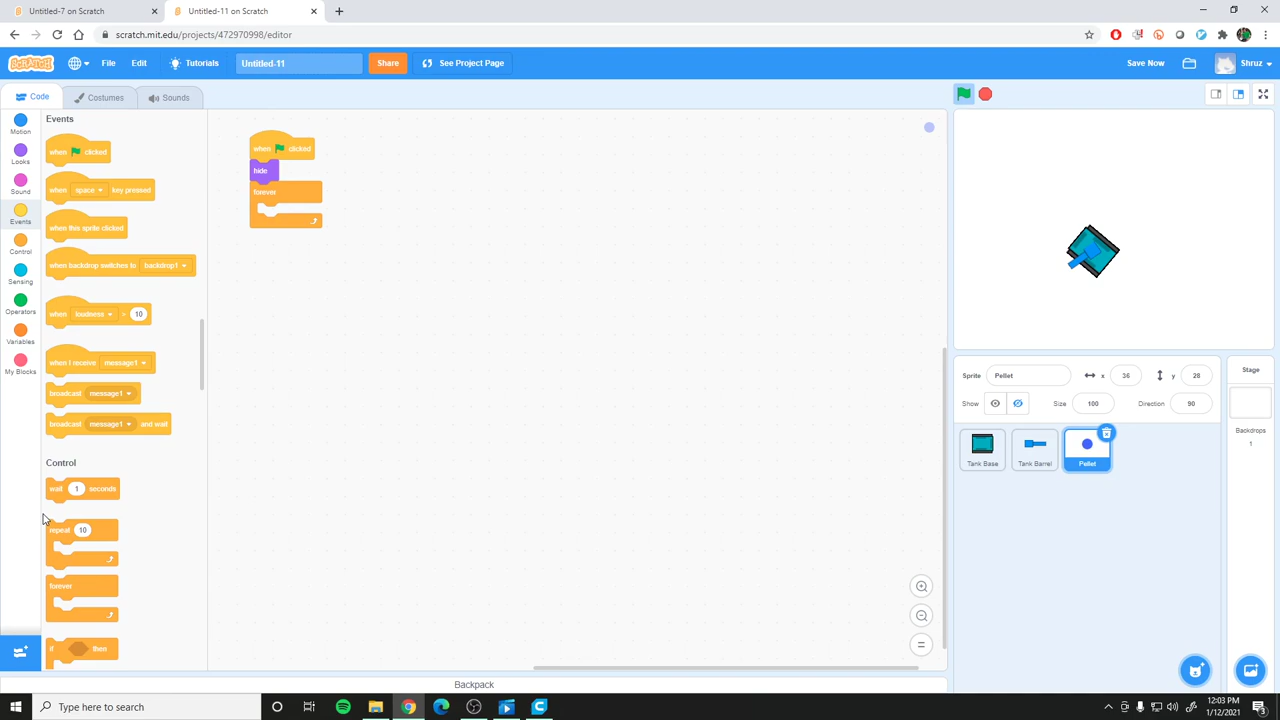 Untitled-7 on Scratch
Untitled-11 on Scratch
scratch.mit.edu/projects/472970998/editor
SCRATCH
File
Edit
Tutorials
Untitled-11
Share
See Project Page
Save Now
Shruz
Code
Costumes
Sounds
Motion
Looks
Sound
Events
Control
Sensing
Operators
Variables
My Blocks
Events
when clicked
when space key pressed
when this sprite clicked
when backdrop switches to backdrop1
when loudness > 10
when I receive message1
broadcast message1
broadcast message1 and wait
Control
wait 1 seconds
repeat 10
forever
if then
when clicked
hide
forever
Sprite Pellet x 36 y 28
Show Size 100 Direction 90
Tank Base
Tank Barrel
Pellet
Stage
Backdrops
1
Backpack
Type here to search
12:03 PM
1/12/2021
3